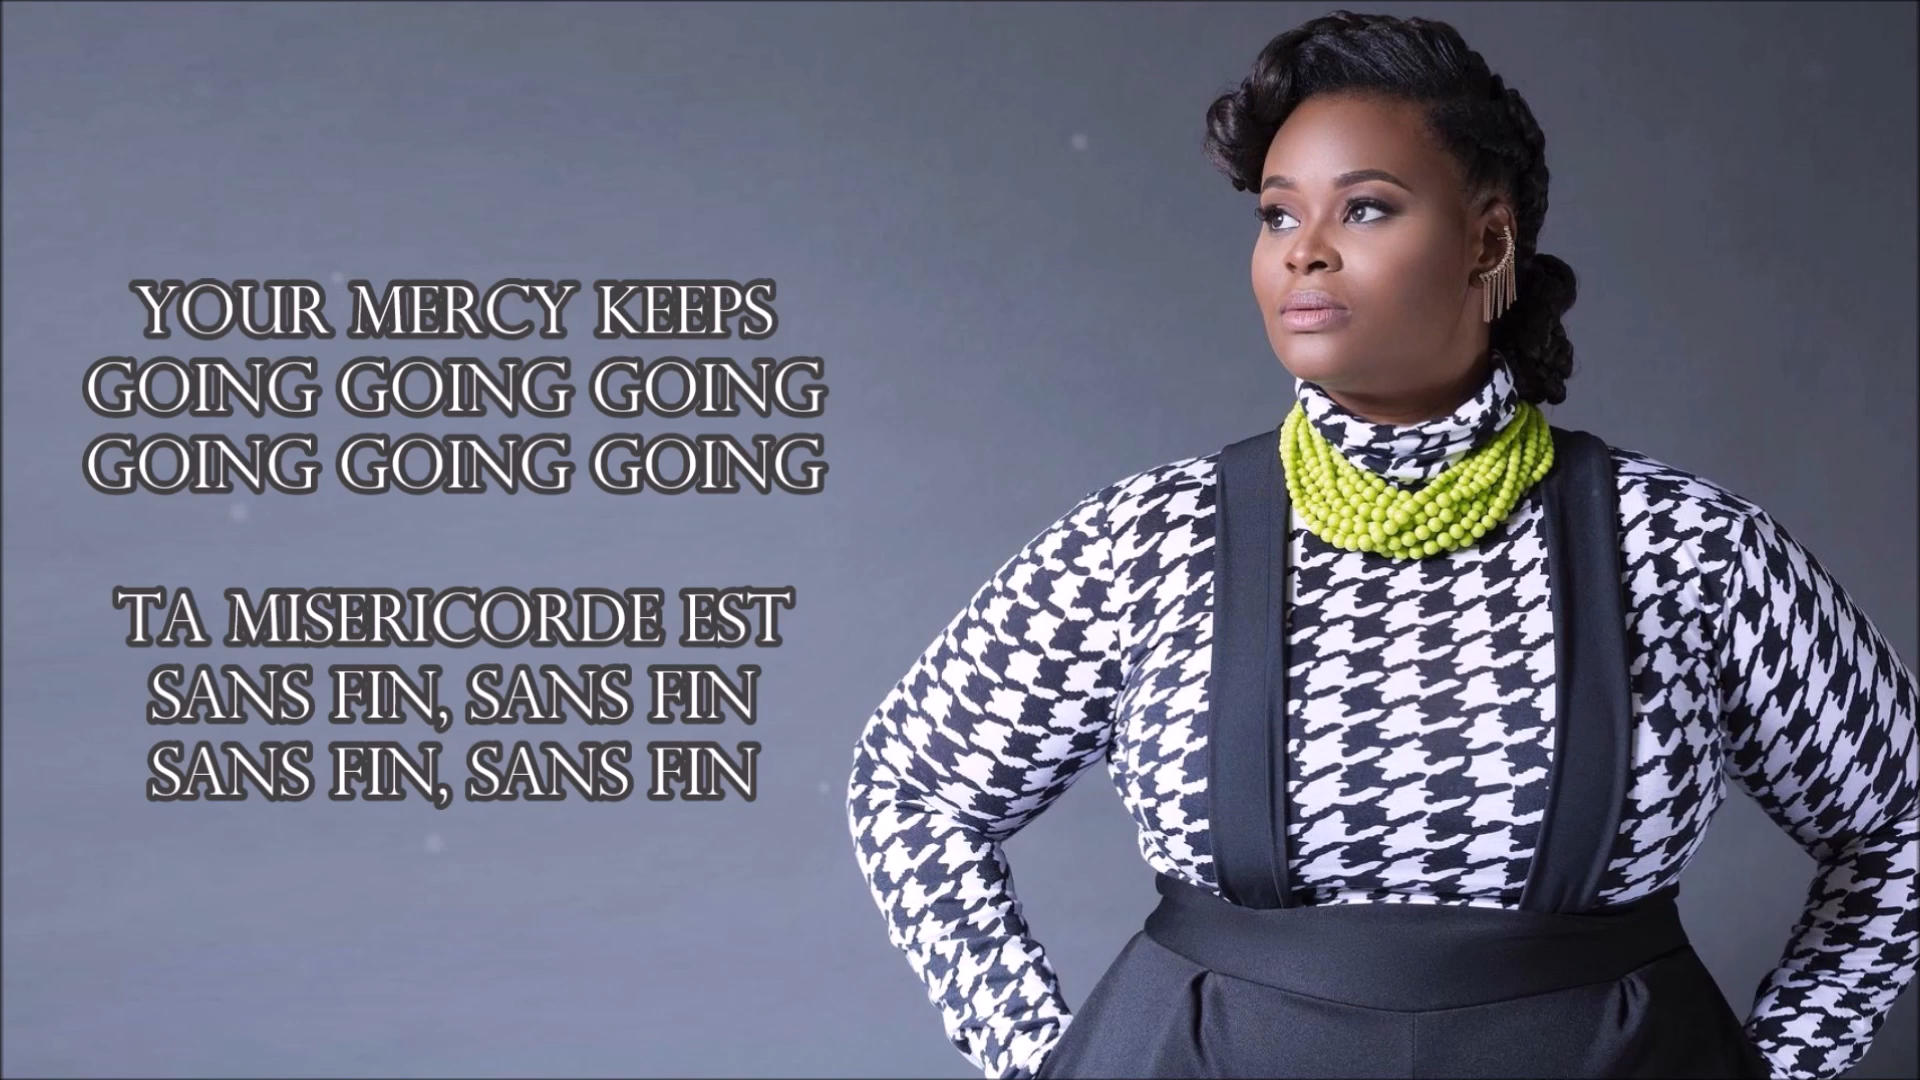 YOUR MERCY KEEPS
GOING GOING GOING
GOING GOING GOING
TA MISERICORDE EST
SANS FIN, SANS FIN
SANS FIN, SANS FIN